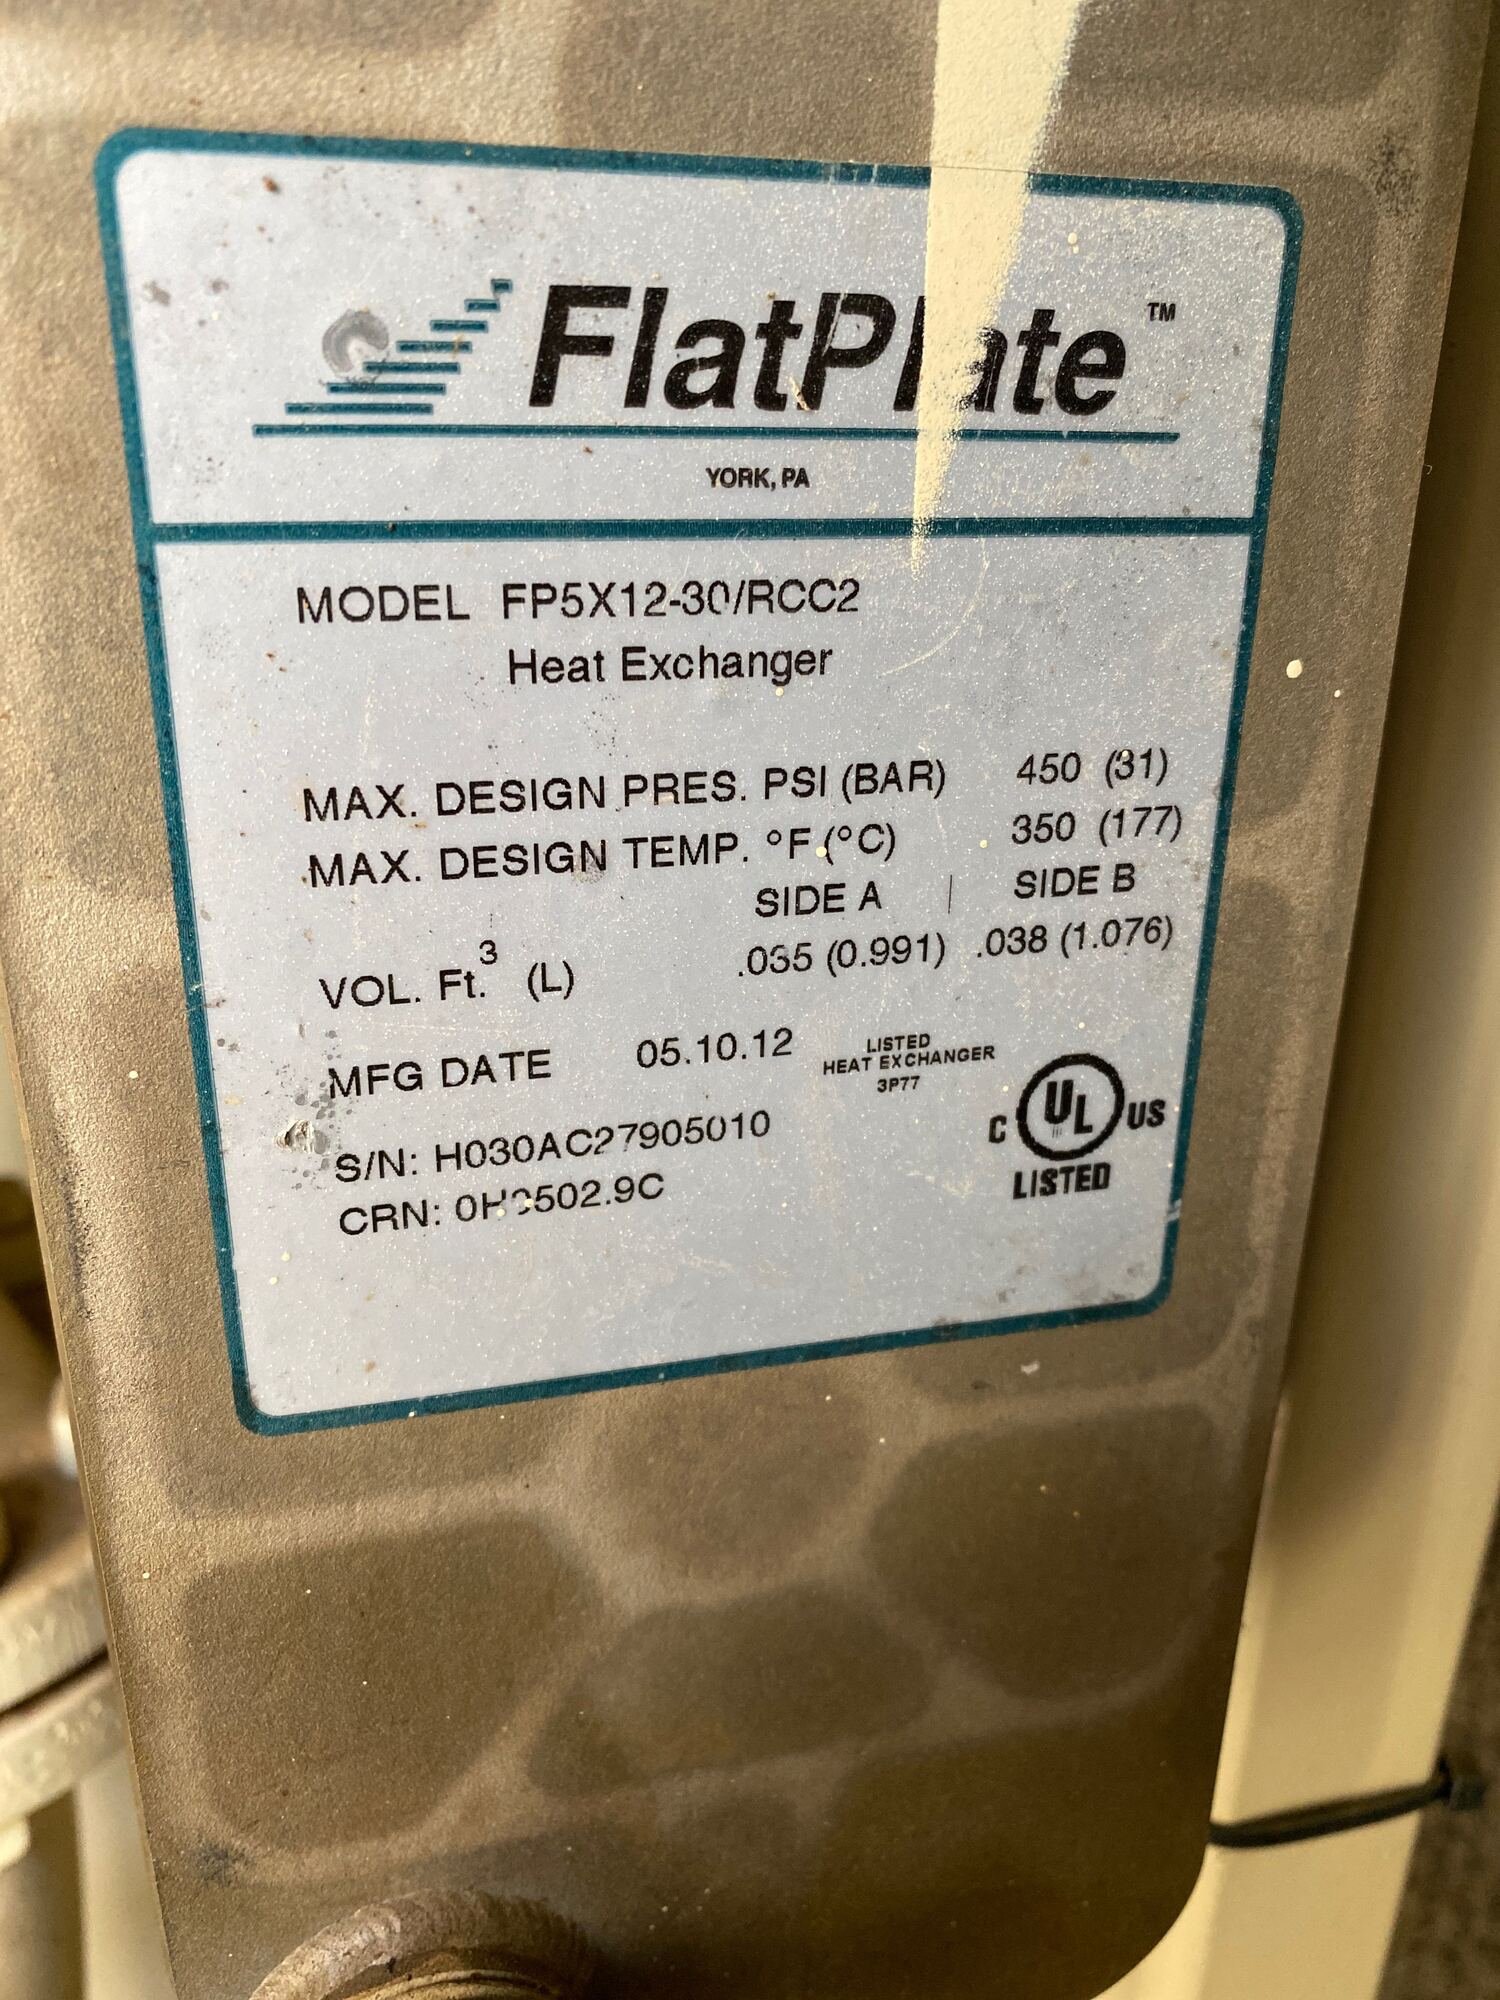 FlatPlate™
YORK, PA
MODEL FP5X12-30/RCC2
Heat Exchanger
MAX. DESIGN PRES. PSI (BAR) 450 (31)
MAX. DESIGN TEMP. °F (°C) 350 (177)
SIDE A | SIDE B
VOL. Ft.³ (L) .035 (0.991) .038 (1.076)
MFG DATE 05.10.12
LISTED
HEAT EXCHANGER
3P77
C UL US
LISTED
S/N: H030AC27905010
CRN: